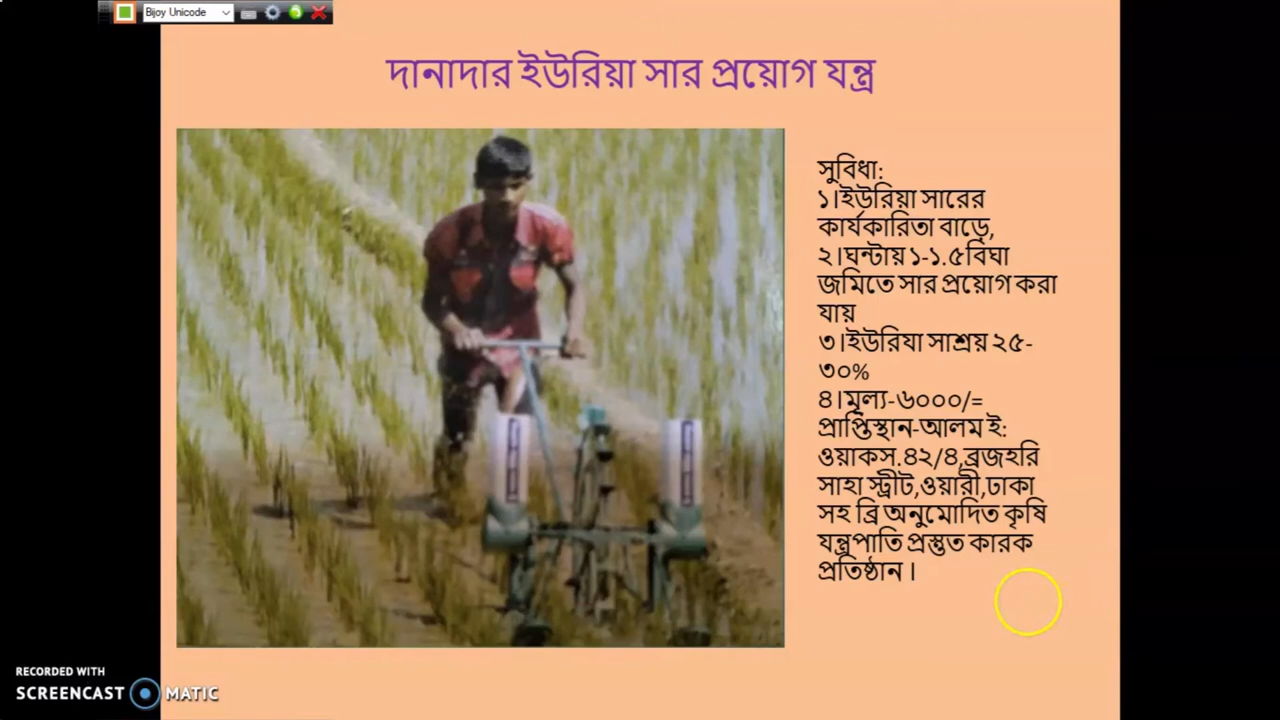 Bijoy Unicode
দানাদার ইউরিয়া সার প্রয়োগ যন্ত্র
সুবিধা:
১।ইউরিয়া সারের
কার্যকারিতা বাড়ে,
২।ঘন্টায় ১-১.৫বিঘা
জমিতে সার প্রয়োগ করা
যায়
৩।ইউরিযা সাশ্রয় ২৫-
৩০%
৪।মূল্য-৬০০০/=
প্রাপ্তিস্থান-আলম ই:
ওয়াকস.৪২/৪,ব্রজহরি
সাহা স্ট্রীট,ওয়ারী,ঢাকা
সহ ব্রি অনুমোদিত কৃষি
যন্ত্রপাতি প্রস্তুত কারক
প্রতিষ্ঠান।
RECORDED WITH
SCREENCAST MATIC